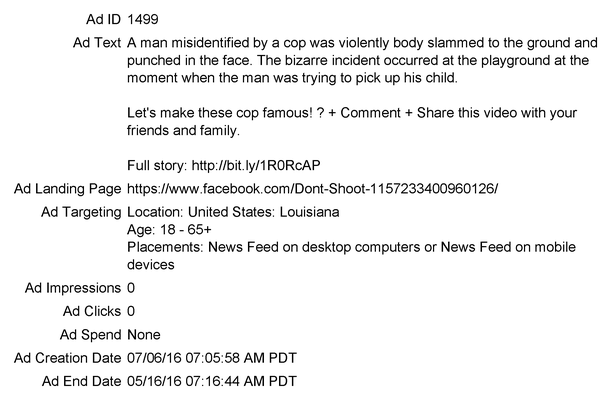 Ad ID 1499
Ad Text A man misidentified by a cop was violently body slammed to the ground and
punched in the face. The bizarre incident occurred at the playground at the
moment when the man was trying to pick up his child.
Let's make these cop famous! ? + Comment + Share this video with your
friends and family.
Full story: http://bit.ly/1R0RcAP
Ad Landing Page https://www.facebook.com/Dont-Shoot-1157233400960126/
Ad Targeting Location: United States: Louisiana
Age: 18 - 65+
Placements: News Feed on desktop computers or News Feed on mobile
devices
Ad Impressions 0
Ad Clicks 0
Ad Spend None
Ad Creation Date 07/06/16 07:05:58 AM PDT
Ad End Date 05/16/16 07:16:44 AM PDT